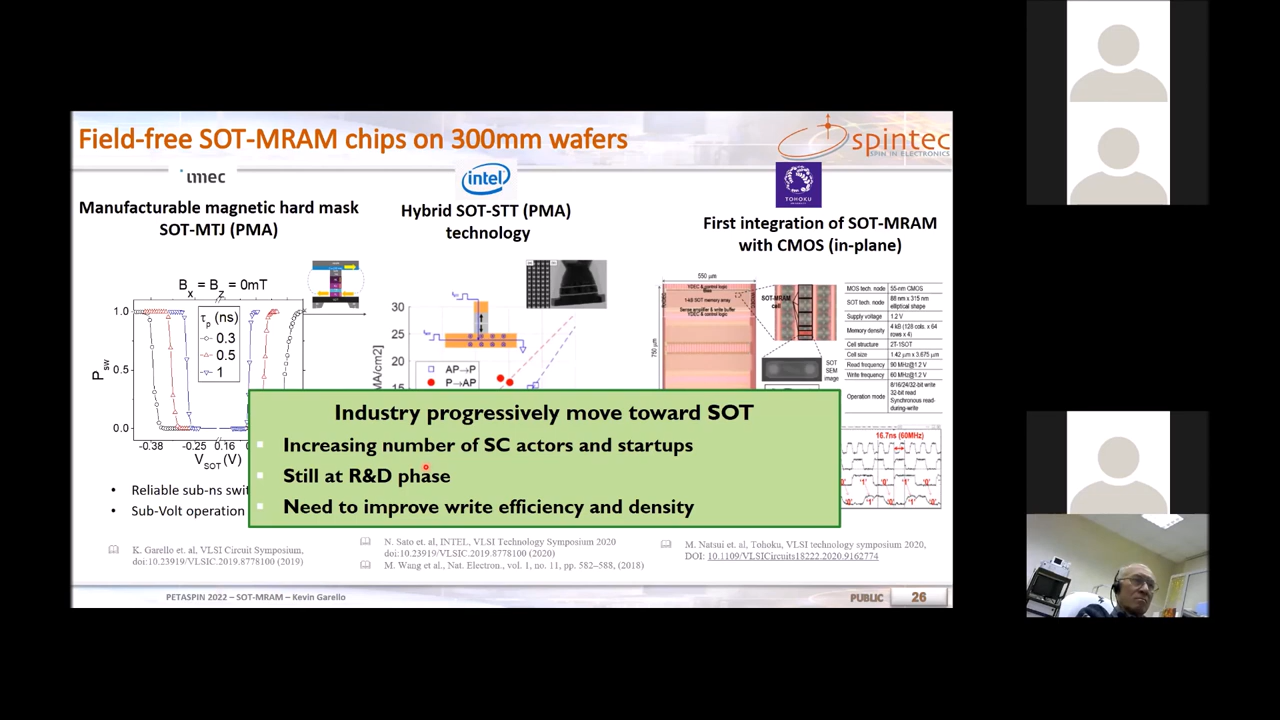 Field-free SOT-MRAM chips on 300mm wafers
spintec
SPIN IN ELECTRONICS
imec
Manufacturable magnetic hard mask
SOT-MTJ (PMA)
Bx = Bz = 0mT
1.0
0.5
0.0
Psw
τp (ns)
0.3
0.5
1
-0.38
-0.25
0.16
VSOT (V)
Reliable sub-ns swit
Sub-Volt operation
K. Garello et. al, VLSI Circuit Symposium,
doi:10.23919/VLSIC.2019.8778100 (2019)
intel
Hybrid SOT-STT (PMA)
technology
30
25
20
15
MA/cm2]
AP→P
P→AP
N. Sato et. al, INTEL, VLSI Technology Symposium 2020
doi:10.23919/VLSIC.2019.8778100 (2020)
M. Wang et al., Nat. Electron., vol. 1, no. 11, pp. 582–588, (2018)
TOHOKU
First integration of SOT-MRAM
with CMOS (in-plane)
550 μm
750 μm
YDEC & control logic
Sense amplifier & write buffer
YDEC & control logic
SOT-MRAM
cell
SOT
SEM
image
MOS tech. node 55-nm CMOS
SOT tech. node 88 nm x 315 nm
elliptical shape
Supply voltage 1.2 V
Memory density 4 kB (128 cols. x 64
rows x 4)
Cell structure 2T-1SOT
Cell size 1.42 μm x 3.675 μm
Read frequency 90 MHz@1.2 V
Write frequency 60 MHz@1.2 V
Operation mode 8/16/24/32-bit write
32-bit read
Synchronous read-
during-write
16.7ns (60MHz)
M. Natsui et. al, Tohoku, VLSI technology symposium 2020,
DOI: 10.1109/VLSICircuits18222.2020.9162774
Industry progressively move toward SOT
Increasing number of SC actors and startups
Still at R&D phase
Need to improve write efficiency and density
PETASPIN 2022 – SOT-MRAM – Kevin Garello
PUBLIC
26